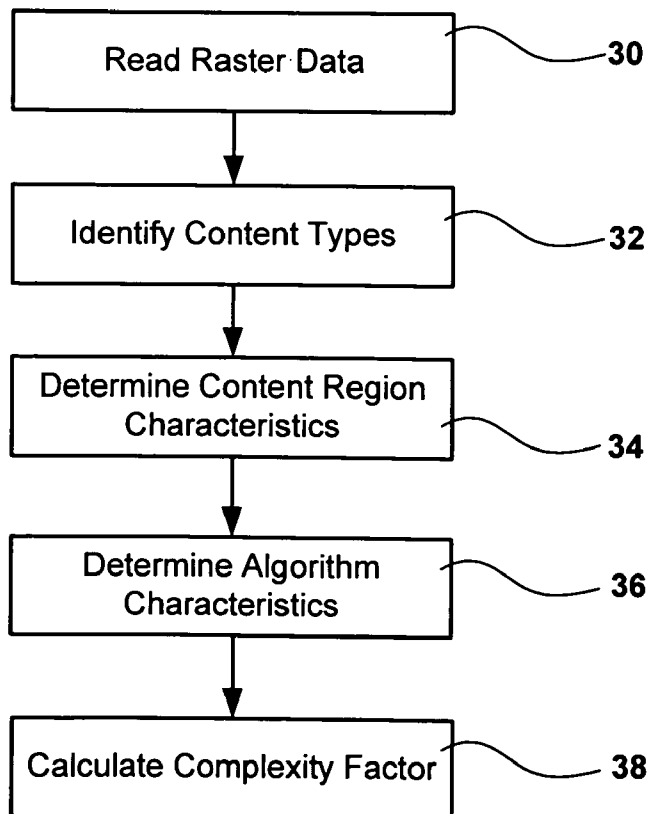 Read Raster Data
30
Identify Content Types
32
Determine Content Region
Characteristics
34
Determine Algorithm
Characteristics
36
Calculate Complexity Factor
38